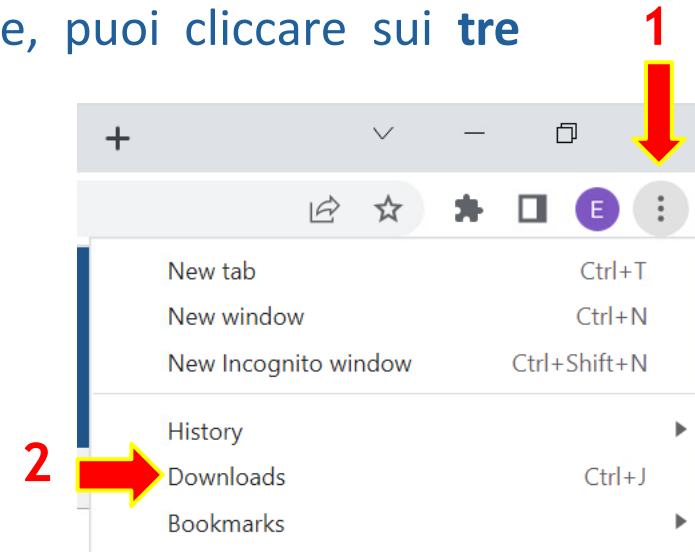 e, puoi cliccare sui tre
1
E
New tab Ctrl+T
New window Ctrl+N
New Incognito window Ctrl+Shift+N
History
2
Downloads Ctrl+J
Bookmarks